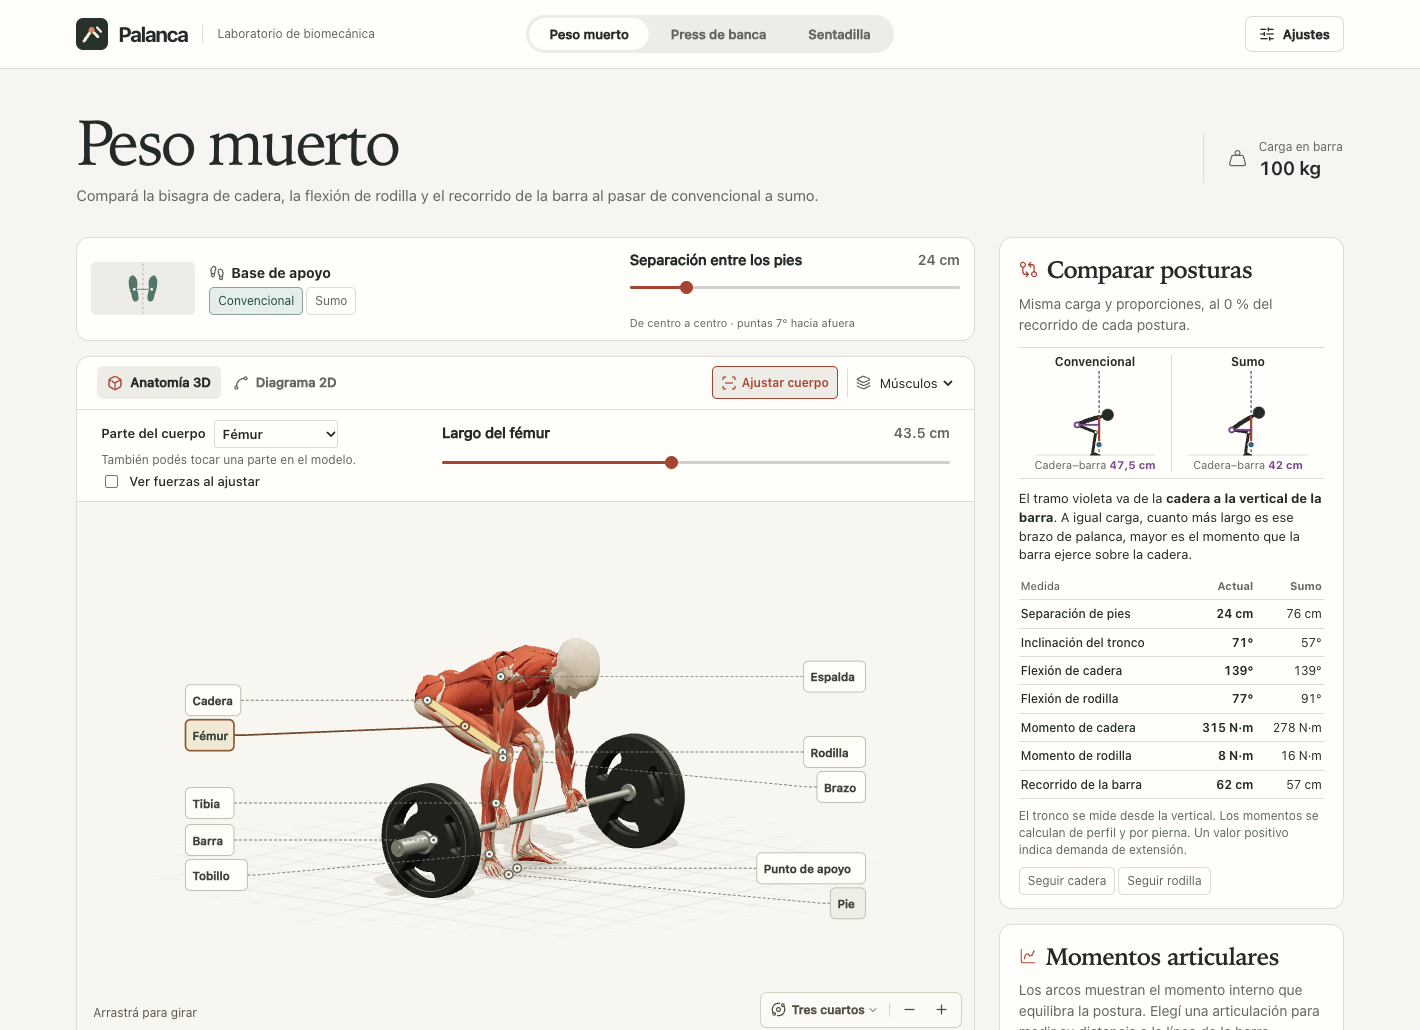 Palanca
Laboratorio de biomecánica
Peso muerto
Press de banca
Sentadilla
Ajustes
Peso muerto
Compará la bisagra de cadera, la flexión de rodilla y el recorrido de la barra al pasar de convencional a sumo.
Carga en barra
100 kg
Base de apoyo
Convencional
Sumo
Separación entre los pies
24 cm
De centro a centro · puntas 7° hacia afuera
Anatomía 3D
Diagrama 2D
Ajustar cuerpo
Músculos
Parte del cuerpo
Fémur
También podés tocar una parte en el modelo.
Ver fuerzas al ajustar
Largo del fémur
43.5 cm
Cadera
Fémur
Tibia
Barra
Tobillo
Espalda
Rodilla
Brazo
Punto de apoyo
Pie
Arrastrá para girar
Tres cuartos
Comparar posturas
Misma carga y proporciones, al 0 % del
recorrido de cada postura.
Convencional
Sumo
Cadera–barra 47,5 cm
Cadera–barra 42 cm
El tramo violeta va de la cadera a la vertical de la
barra. A igual carga, cuanto más largo es ese
brazo de palanca, mayor es el momento que la
barra ejerce sobre la cadera.
Medida Actual Sumo
Separación de pies 24 cm 76 cm
Inclinación del tronco 71° 57°
Flexión de cadera 139° 139°
Flexión de rodilla 77° 91°
Momento de cadera 315 N·m 278 N·m
Momento de rodilla 8 N·m 16 N·m
Recorrido de la barra 62 cm 57 cm
El tronco se mide desde la vertical. Los momentos se
calculan de perfil y por pierna. Un valor positivo
indica demanda de extensión.
Seguir cadera
Seguir rodilla
Momentos articulares
Los arcos muestran el momento interno que
equilibra la postura. Elegí una articulación para